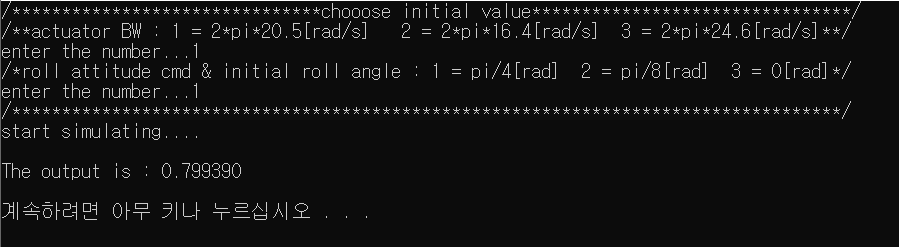 /*******************************chooose initial value********************************/
/**actuator BW : 1 = 2*pi*20.5[rad/s]   2 = 2*pi*16.4[rad/s]  3 = 2*pi*24.6[rad/s]**/
enter the number...1
/*roll attitude cmd & initial roll angle : 1 = pi/4[rad]  2 = pi/8[rad]  3 = 0[rad]*/
enter the number...1
/***********************************************************************************/
start simulating....
The output is : 0.799390
계속하려면 아무 키나 누르십시오 . . .